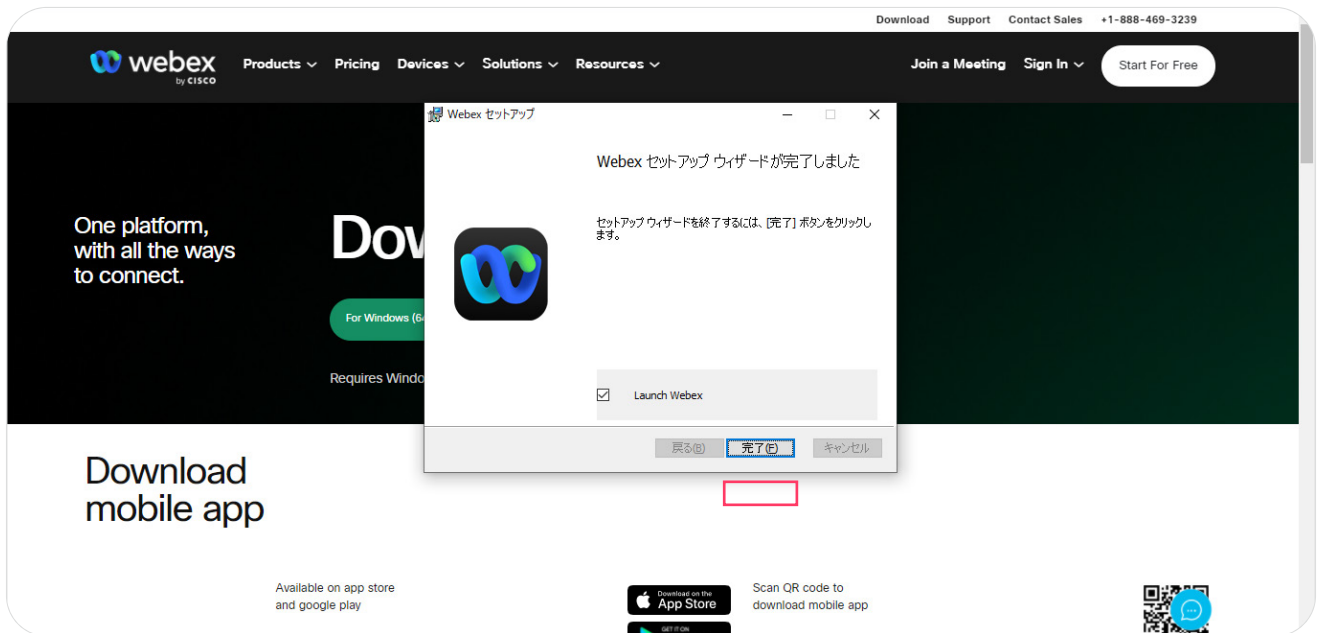 Download Support Contact Sales +1-888-469-3239
webex
by CISCO
Products Pricing Devices Solutions Resources
Join a Meeting Sign In Start For Free
Webex セットアップ
Webex セットアップ ウィザードが完了しました
セットアップ ウィザードを終了するには、[完了] ボタンをクリックし
ます。
One platform,
with all the ways
to connect.
Dow
For Windows (64
Requires Windo
Launch Webex
戻る(B) 完了(F) キャンセル
Download
mobile app
Available on app store
and google play
Download on the
App Store
GET IT ON
Scan QR code to
download mobile app